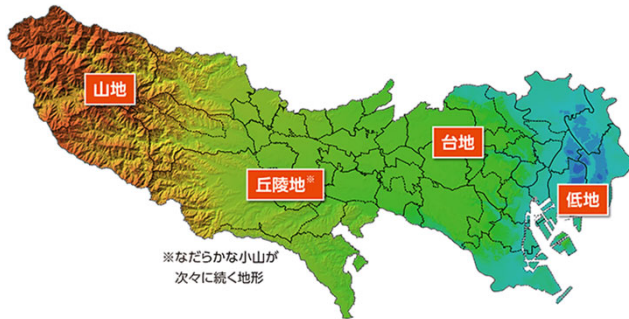 山地
台地
丘陵地※
低地
※なだらかな小山が
次々に続く地形